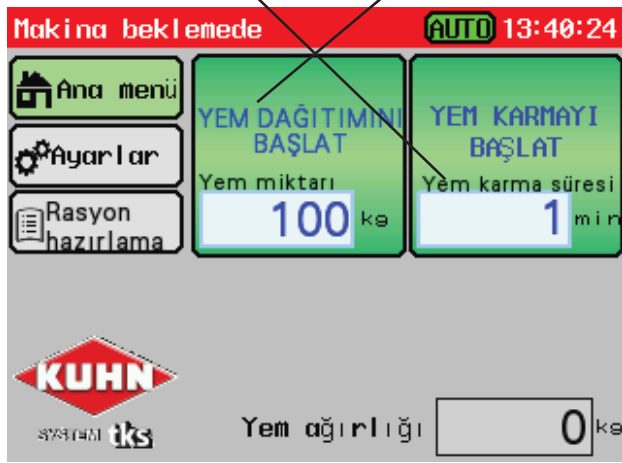 Makina beklemede AUTO 13:40:24
Ana menü
Ayarlar
Rasyon
hazırlama
YEM DAĞITIMINI
BAŞLAT
Yem miktarı
100 kg
YEM KARMAYI
BAŞLAT
Yem karma süresi
1 min
KUHN
SYSTEM tks
Yem ağırlığı 0 kg